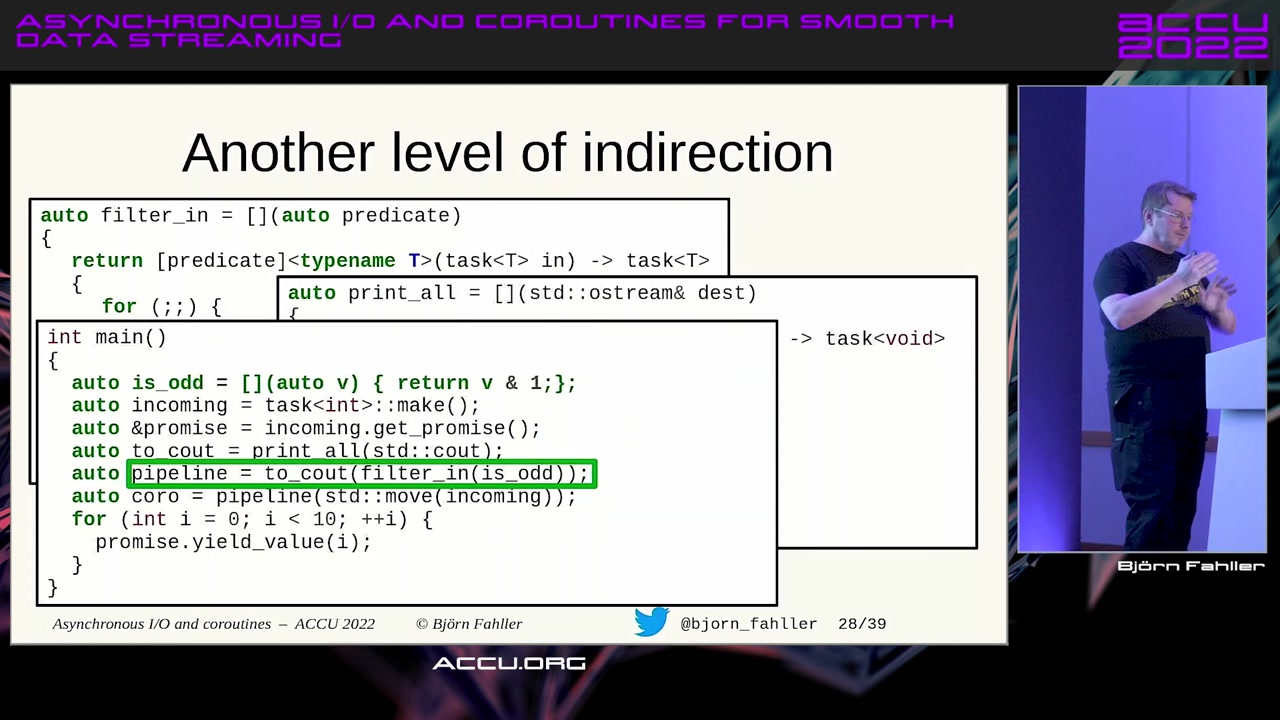 ASYNCHRONOUS I/O AND COROUTINES FOR SMOOTH
DATA STREAMING
accu
2022
Another level of indirection
auto filter_in = [](auto predicate)
{
return [predicate]<typename T>(task<T> in) -> task<T>
{
for (;;) {
auto print_all = [](std::ostream& dest)
{
-> task<void>
int main()
{
auto is_odd = [](auto v) { return v & 1;};
auto incoming = task<int>::make();
auto &promise = incoming.get_promise();
auto to_cout = print_all(std::cout);
auto pipeline = to_cout(filter_in(is_odd));
auto coro = pipeline(std::move(incoming));
for (int i = 0; i < 10; ++i) {
promise.yield_value(i);
}
}
Asynchronous I/O and coroutines – ACCU 2022 © Björn Fahller @bjorn_fahller 28/39
Björn Fahller
ACCU.ORG